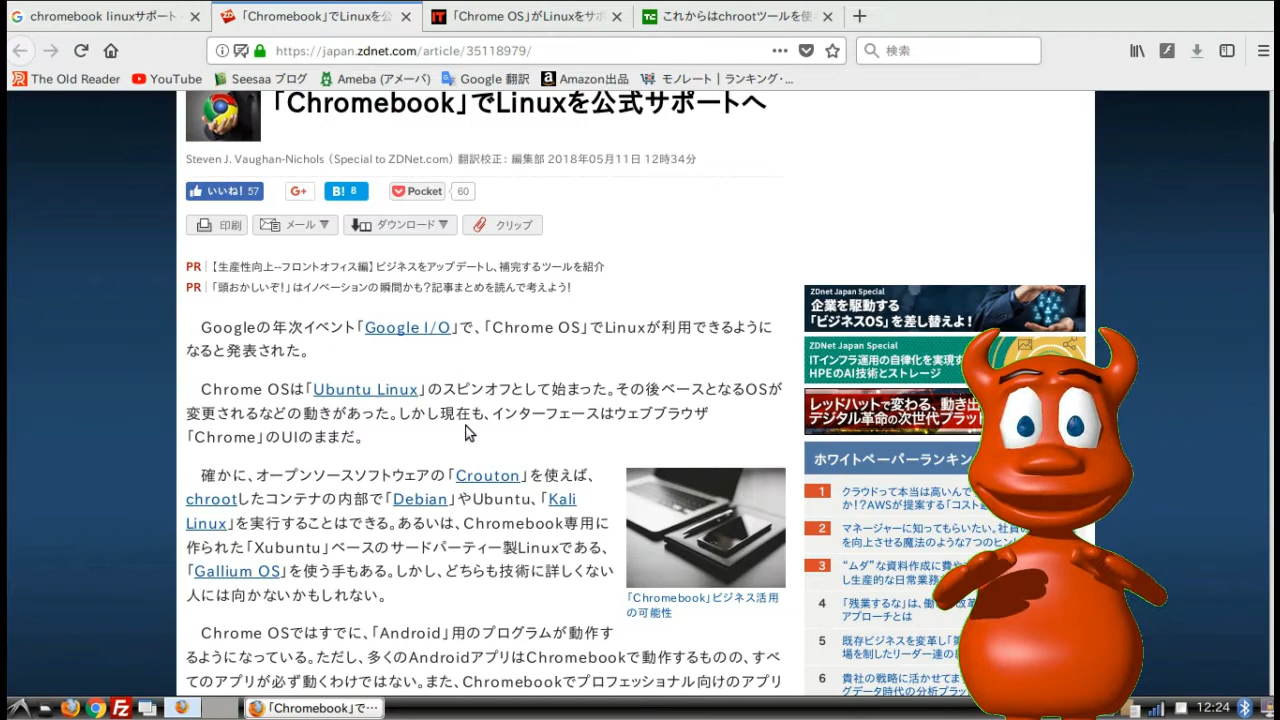 chromebook linuxサポート
「Chromebook」でLinuxを公
「Chrome OS」がLinuxをサポ
これからはchrootツールを使
https://japan.zdnet.com/article/35118979/
検索
The Old Reader
YouTube
Seesaa ブログ
Ameba (アメーバ)
Google 翻訳
Amazon出品
モノレート | ランキング・...
「Chromebook」でLinuxを公式サポートへ
Steven J. Vaughan-Nichols (Special to ZDNet.com) 翻訳校正: 編集部 2018年05月11日 12時34分
いいね! 57
G+
B! 8
Pocket 60
印刷
メール▼
ダウンロード▼
クリップ
PR 【生産性向上--フロントオフィス編】ビジネスをアップデートし、補完するツールを紹介
PR 「頭おかしいぞ!」はイノベーションの瞬間かも?記事まとめを読んで考えよう!
Googleの年次イベント「Google I/O」で、「Chrome OS」でLinuxが利用できるように
なると発表された。
Chrome OSは「Ubuntu Linux」のスピンオフとして始まった。その後ベースとなるOSが
変更されるなどの動きがあった。しかし現在も、インターフェースはウェブブラウザ
「Chrome」のUIのままだ。
確かに、オープンソースソフトウェアの「Crouton」を使えば、
chrootしたコンテナの内部で「Debian」やUbuntu、「Kali
Linux」を実行することはできる。あるいは、Chromebook専用に
作られた「Xubuntu」ベースのサードパーティー製Linuxである、
「Gallium OS」を使う手もある。しかし、どちらも技術に詳しくない
人には向かないかもしれない。
「Chromebook」ビジネス活用
の可能性
Chrome OSではすでに、「Android」用のプログラムが動作す
るようになっている。ただし、多くのAndroidアプリはChromebookで動作するものの、すべ
てのアプリが必ず動くわけではない。また、Chromebookでプロフェッショナル向けのアプリ
ZDnet Japan Special
企業を駆動する
「ビジネスOS」を差し替えよ!
ZDNet Japan Special
ITインフラ運用の自律化を実現す
HPEのAI技術とストレージ
レッドハットで変わる、動き出
デジタル革命の次世代プラッ
ホワイトペーパーランキン
1 クラウドって本当は高いんで
か!?AWSが提案する「コスト
2 マネージャーに知ってもらいたい。社員の
を向上させる魔法のような7つのヒン
3 “ムダ”な資料作成に費や
し生産的な日常業務
4 「残業するな」は、働
アプローチとは
5 既存ビジネスを変革し「第
場を制したリーダー達の
6 貴社の戦略に活かせてま
グデータ時代の分析プラッ
「Chromebook」で…
12:24